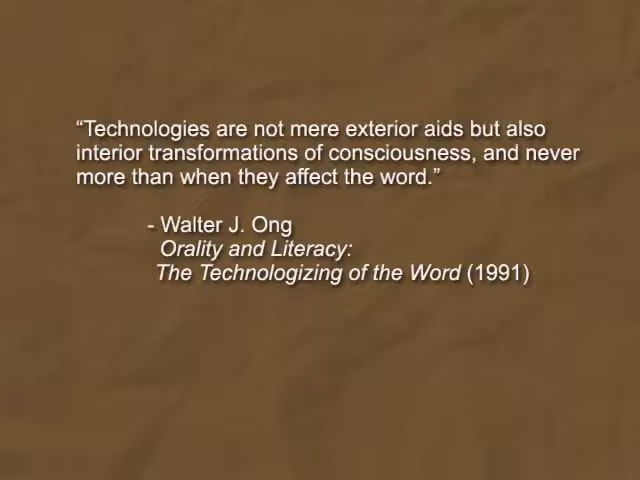 “Technologies are not mere exterior aids but also
interior transformations of consciousness, and never
more than when they affect the word.”
- Walter J. Ong
Orality and Literacy:
The Technologizing of the Word (1991)